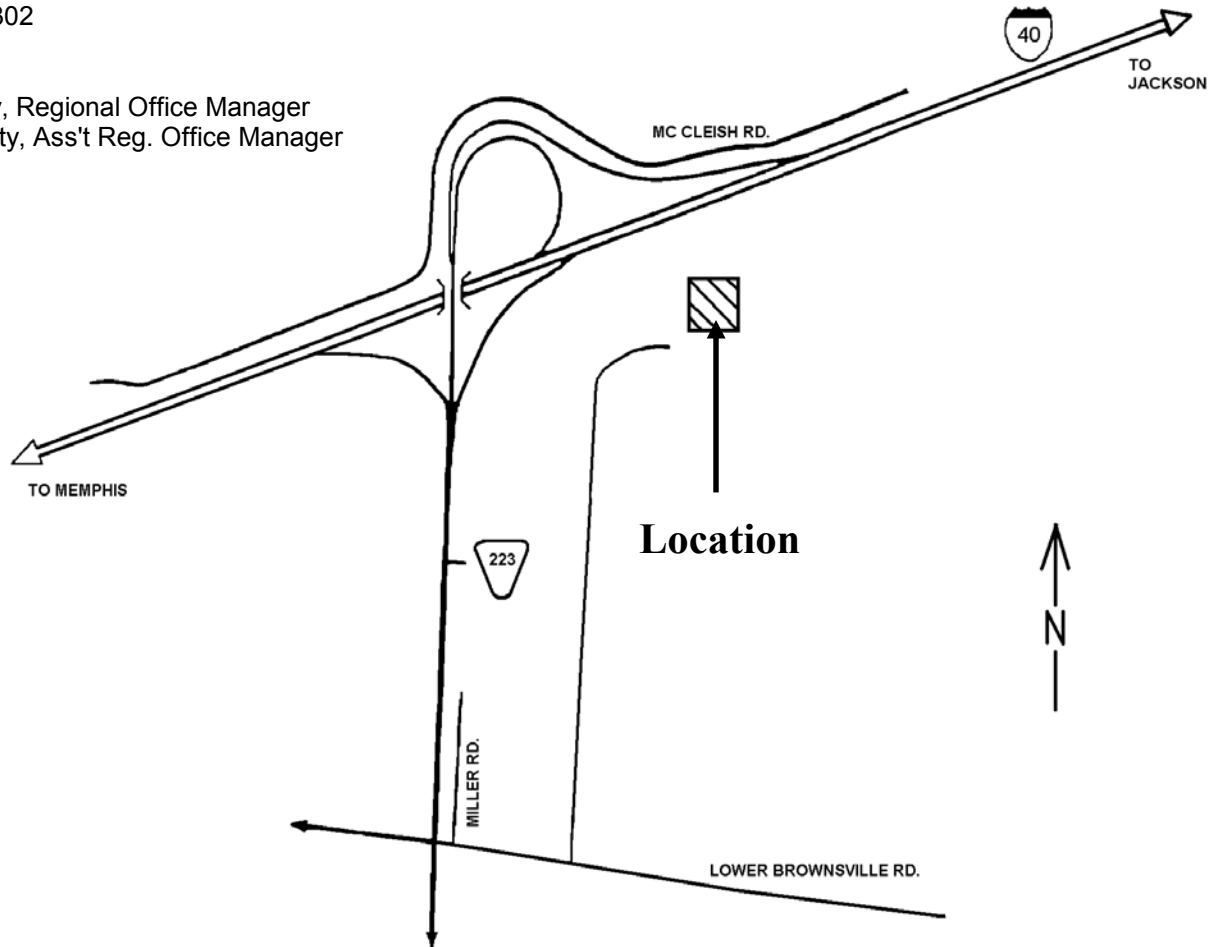 302
40
TO
JACKSON
, Regional Office Manager
ty, Ass't Reg. Office Manager
MC CLEISH RD.
TO MEMPHIS
Location
223
N
MILLER RD.
LOWER BROWNSVILLE RD.